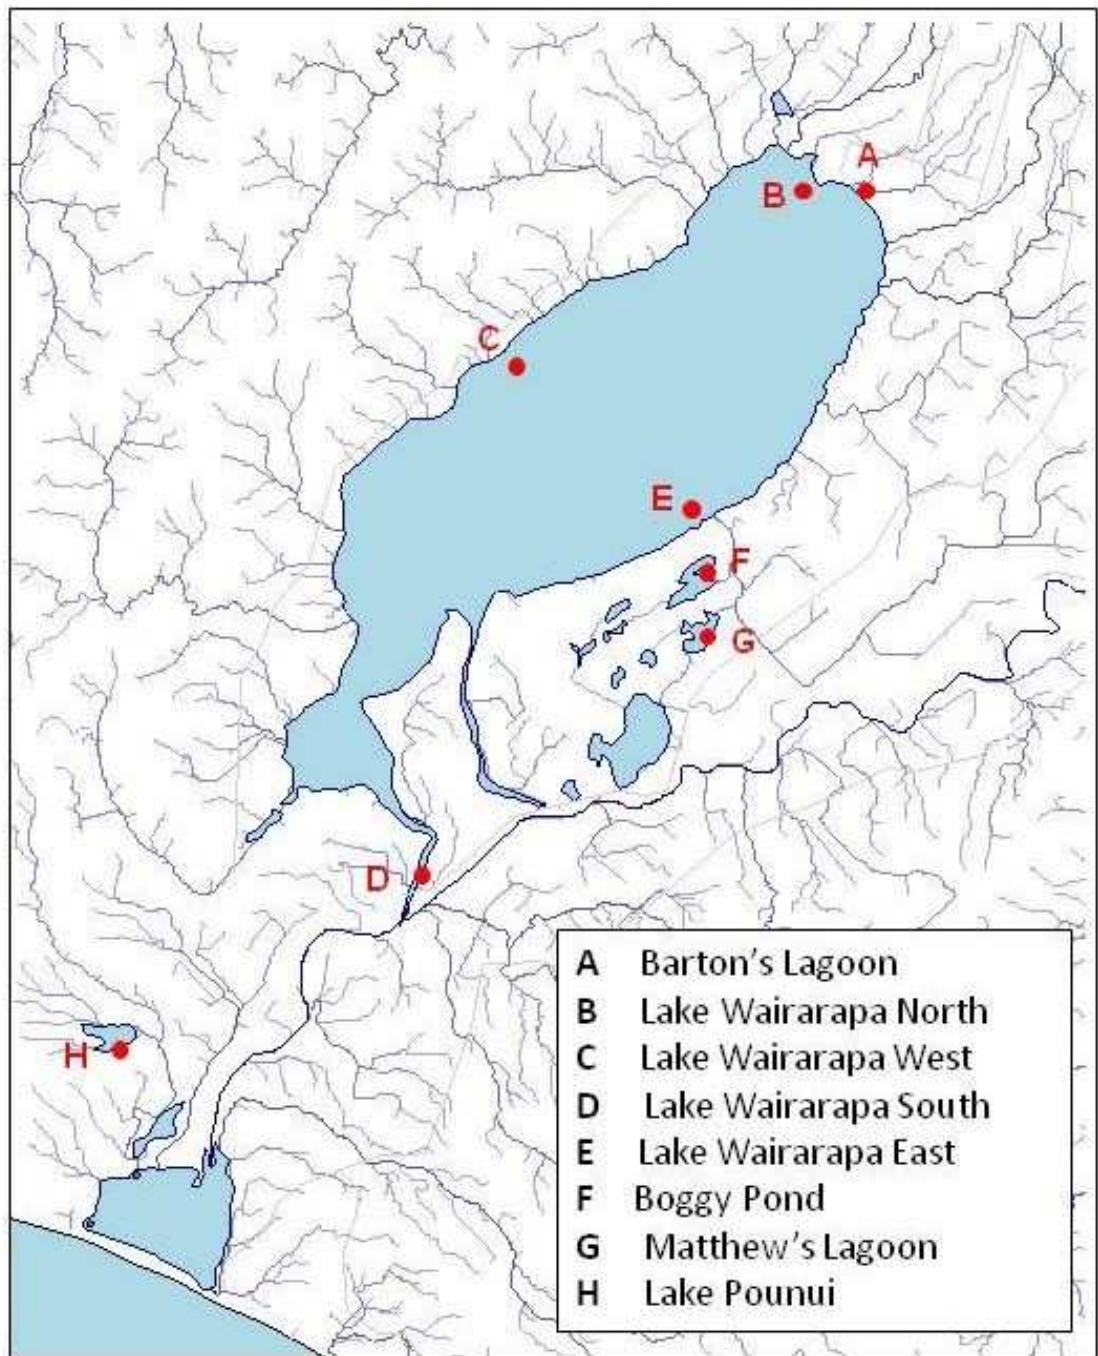 A
B
C
E
F
G
D
H
A Barton's Lagoon
B Lake Wairarapa North
C Lake Wairarapa West
D Lake Wairarapa South
E Lake Wairarapa East
F Boggy Pond
G Matthew's Lagoon
H Lake Pounui